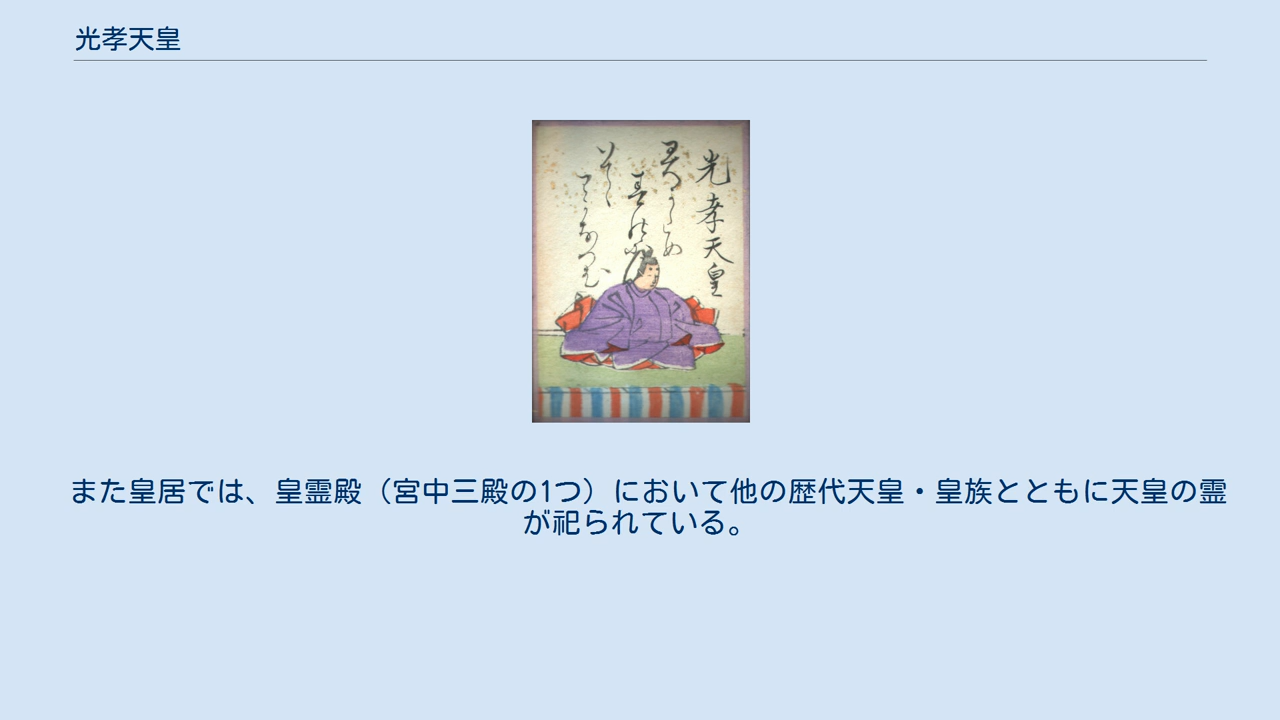 光孝天皇
光孝天皇
また皇居では、皇霊殿（宮中三殿の1つ）において他の歴代天皇・皇族とともに天皇の霊
が祀られている。